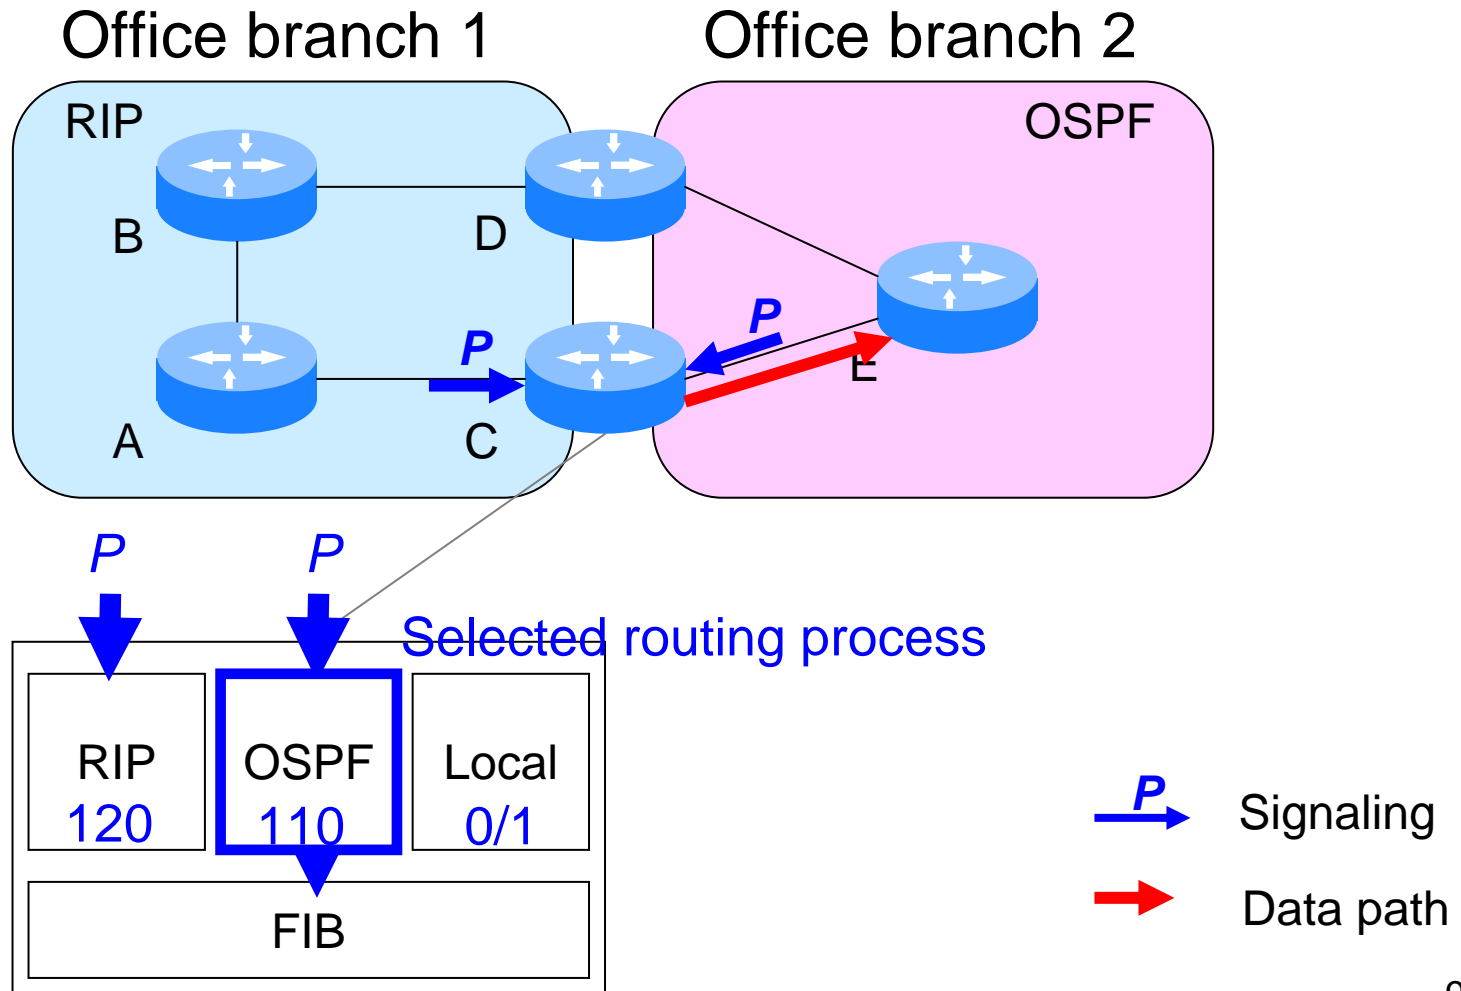 Office branch 1
Office branch 2
RIP
OSPF
B
D
P
P
E
A
C
P
P
Selected routing process
RIP
OSPF
Local
120
110
0/1
P
Signaling
FIB
Data path